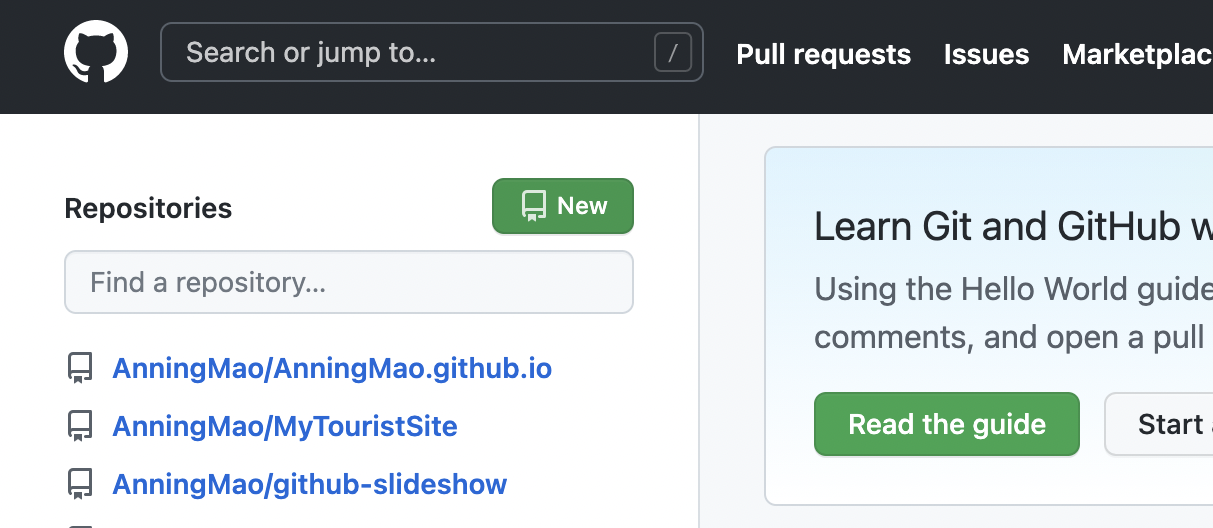 Search or jump to... /
Pull requests Issues Marketplac
Repositories
New
Find a repository...
AnningMao/AnningMao.github.io
AnningMao/MyTouristSite
AnningMao/github-slideshow
Learn Git and GitHub w
Using the Hello World guide
comments, and open a pull
Read the guide
Start